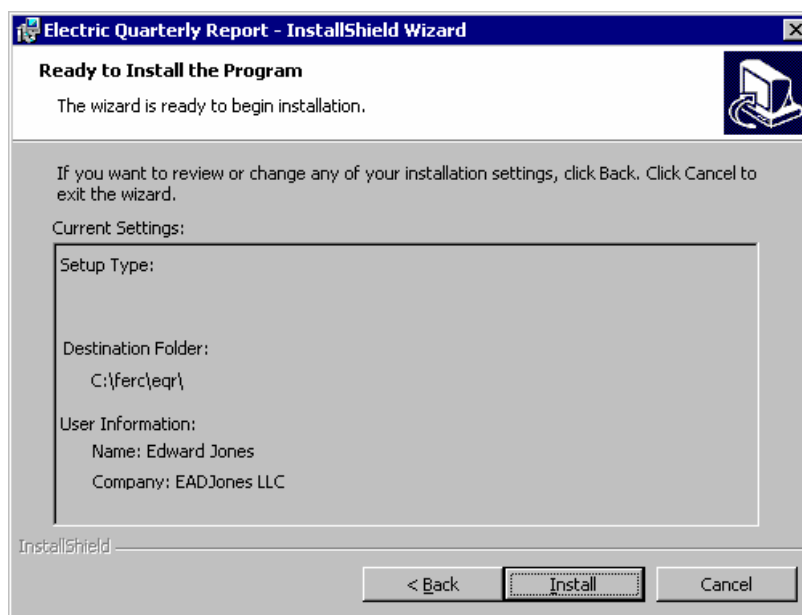 Electric Quarterly Report - InstallShield Wizard
Ready to Install the Program
The wizard is ready to begin installation.
If you want to review or change any of your installation settings, click Back. Click Cancel to
exit the wizard.
Current Settings:
Setup Type:
Destination Folder:
C:\ferc\eqr\
User Information:
Name: Edward Jones
Company: EADJones LLC
InstallShield
< Back
Install
Cancel